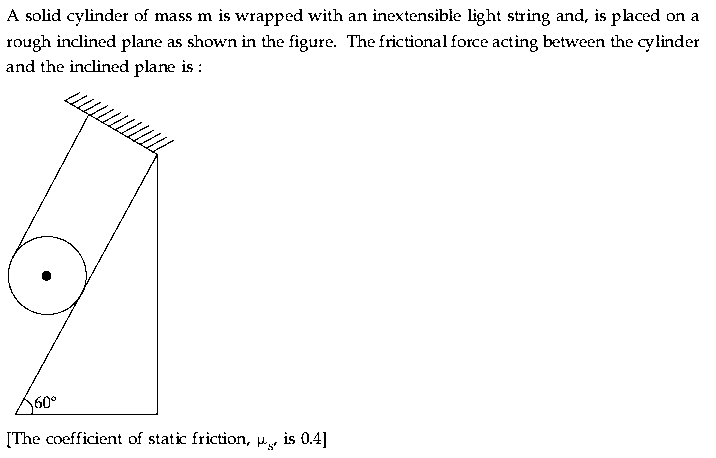 A solid cylinder of mass m is wrapped with an inextensible light string and, is placed on a
rough inclined plane as shown in the figure. The frictional force acting between the cylinder
and the inclined plane is :
60°
[The coefficient of static friction, μs, is 0.4]